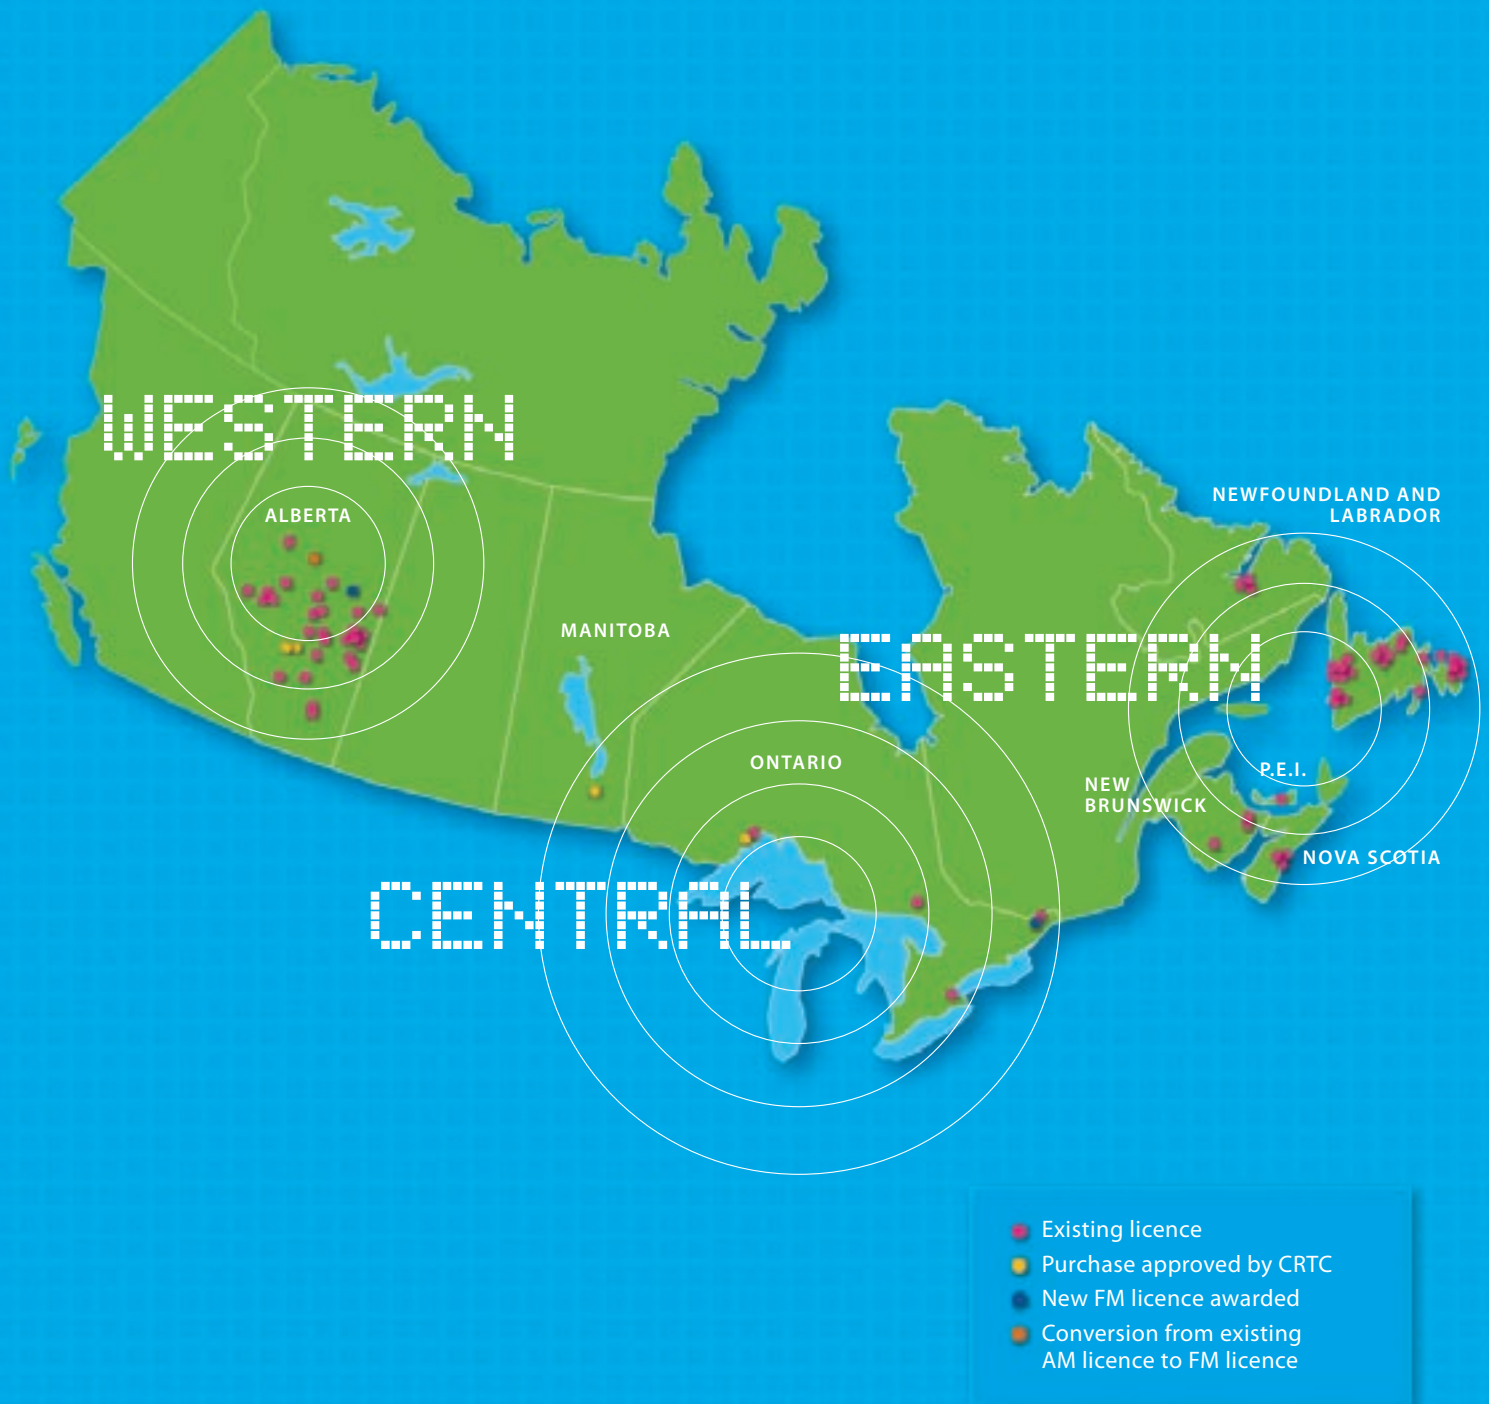 WESTERN
ALBERTA
NEWFOUNDLAND AND
LABRADOR
MANITOBA
EASTERN
ONTARIO
P.E.I.
NEW
BRUNSWICK
NOVA SCOTIA
CENTRAL
Existing licence
Purchase approved by CRTC
New FM licence awarded
Conversion from existing
AM licence to FM licence